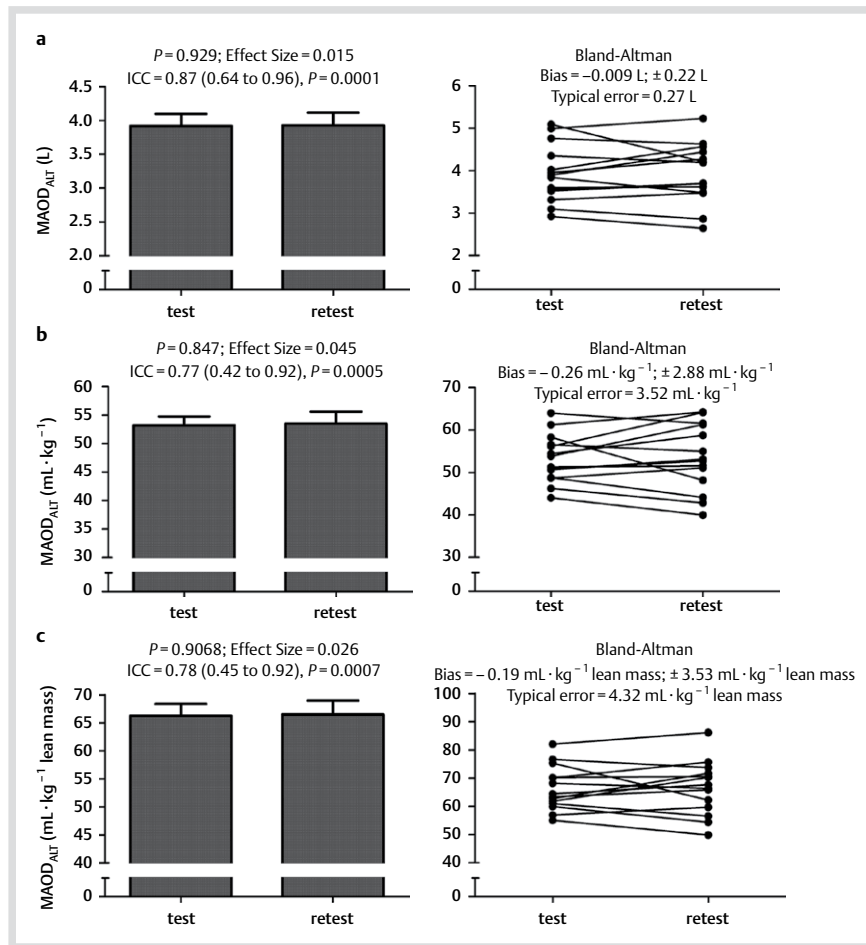 a
P = 0.929; Effect Size = 0.015
ICC = 0.87 (0.64 to 0.96), P = 0.0001
MAOD_ALT (L)
4.5
4.0
3.5
3.0
2.5
2.0
0
test retest
Bland-Altman
Bias = −0.009 L; ± 0.22 L
Typical error = 0.27 L
6
5
4
3
2
0
test retest
b
P = 0.847; Effect Size = 0.045
ICC = 0.77 (0.42 to 0.92), P = 0.0005
MAOD_ALT (mL·kg⁻¹)
60
55
50
45
40
35
30
0
test retest
Bland-Altman
Bias = − 0.26 mL·kg⁻¹; ± 2.88 mL·kg⁻¹
Typical error = 3.52 mL·kg⁻¹
70
60
50
40
30
0
test retest
c
P = 0.9068; Effect Size = 0.026
ICC = 0.78 (0.45 to 0.92), P = 0.0007
MAOD_ALT (mL·kg⁻¹ lean mass)
70
65
60
55
50
45
40
0
test retest
Bland-Altman
Bias = − 0.19 mL·kg⁻¹ lean mass; ± 3.53 mL·kg⁻¹ lean mass
Typical error = 4.32 mL·kg⁻¹ lean mass
100
90
80
70
60
50
40
0
test retest